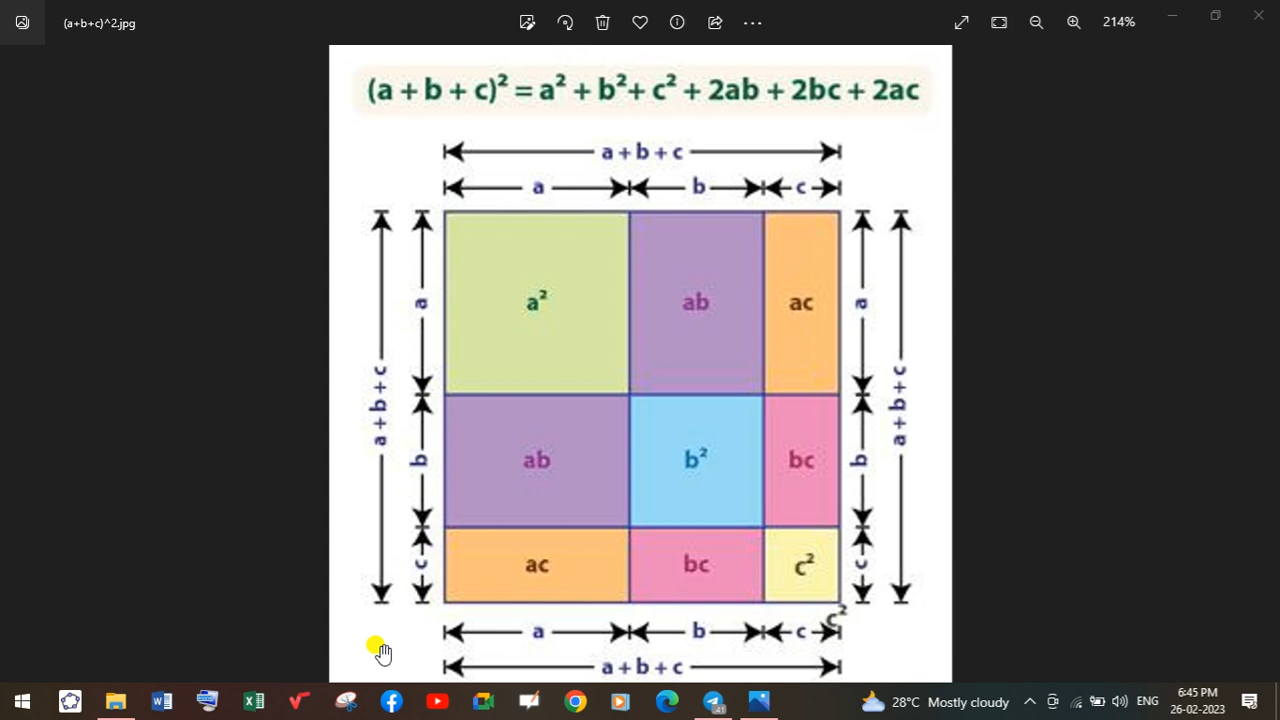 (a+b+c)^2.jpg
214%
(a + b + c)² = a² + b²+ c² + 2ab + 2bc + 2ac
a + b + c
a b c
a + b + c
a
a² ab ac
a
a + b + c
b
ab b² bc
b
c
ac bc c²
c
c²
a b c
a + b + c
41
28°C Mostly cloudy
ENG
6:45 PM
26-02-2023